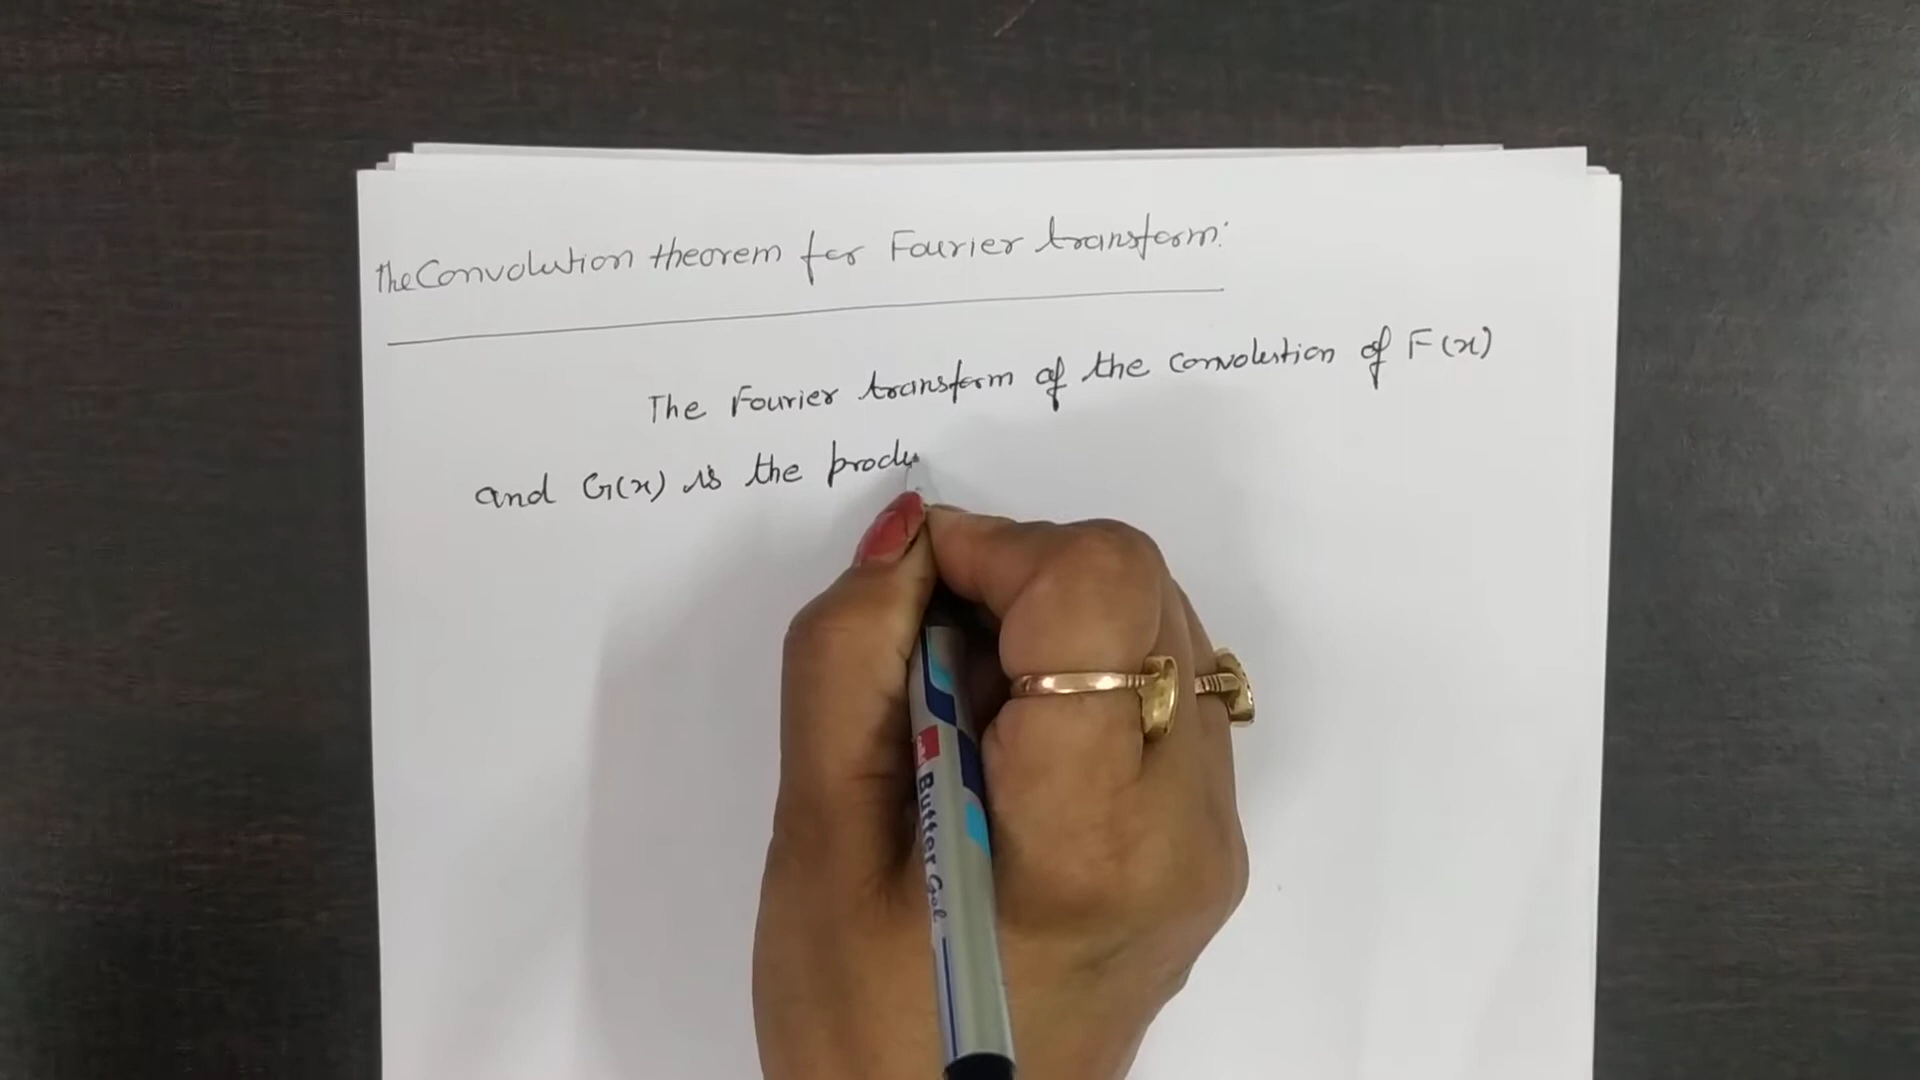 The Convolution theorem for Fourier transform:
The Fourier transform of the convolution of F(x)
and G(x) is the produ
Butter Gel